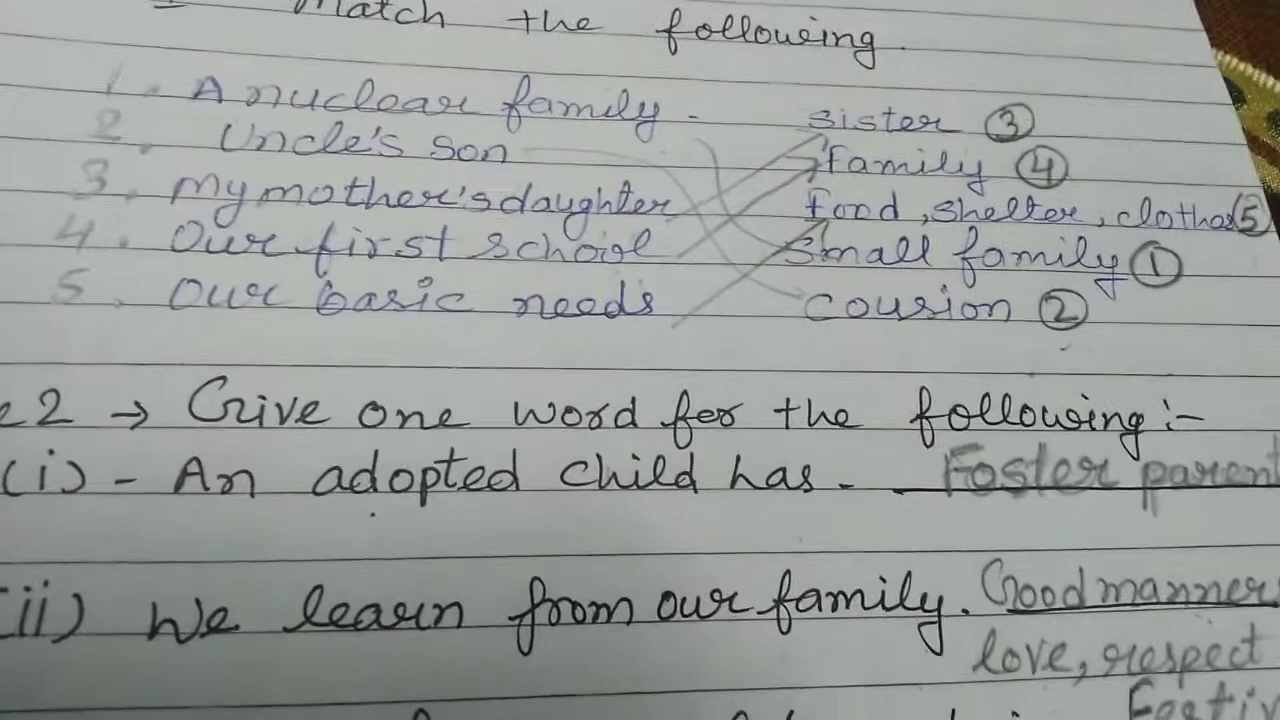 Match the following.
1. A nuclear family - sister ③
2. Uncle's son family ④
3. My mother's daughter food, shelter, clothes ⑤
4. Our first school small family ①
5. Our basic needs cousion ②
2 → Give one word for the following :-
(i) - An adopted child has - Foster parent
ii) We learn from our family. Good manner
love, respect